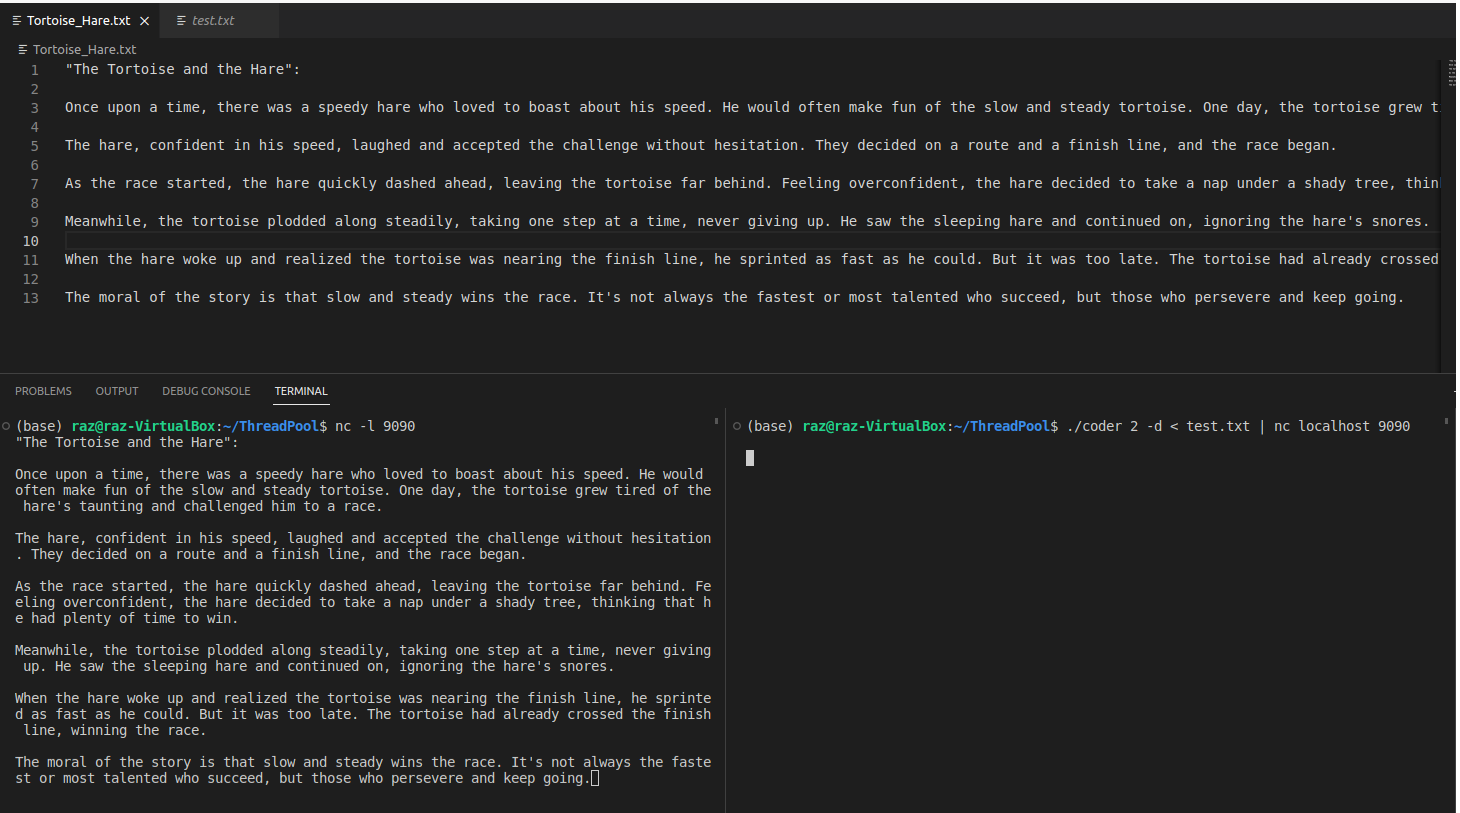 Tortoise_Hare.txt × test.txt
Tortoise_Hare.txt
1 "The Tortoise and the Hare":
2
3 Once upon a time, there was a speedy hare who loved to boast about his speed. He would often make fun of the slow and steady tortoise. One day, the tortoise grew t
4
5 The hare, confident in his speed, laughed and accepted the challenge without hesitation. They decided on a route and a finish line, and the race began.
6
7 As the race started, the hare quickly dashed ahead, leaving the tortoise far behind. Feeling overconfident, the hare decided to take a nap under a shady tree, thin
8
9 Meanwhile, the tortoise plodded along steadily, taking one step at a time, never giving up. He saw the sleeping hare and continued on, ignoring the hare's snores.
10
11 When the hare woke up and realized the tortoise was nearing the finish line, he sprinted as fast as he could. But it was too late. The tortoise had already crossed
12
13 The moral of the story is that slow and steady wins the race. It's not always the fastest or most talented who succeed, but those who persevere and keep going.
PROBLEMS OUTPUT DEBUG CONSOLE TERMINAL
(base) raz@raz-VirtualBox:~/ThreadPool$ nc -l 9090
"The Tortoise and the Hare":
Once upon a time, there was a speedy hare who loved to boast about his speed. He would
often make fun of the slow and steady tortoise. One day, the tortoise grew tired of the
hare's taunting and challenged him to a race.
The hare, confident in his speed, laughed and accepted the challenge without hesitation
. They decided on a route and a finish line, and the race began.
As the race started, the hare quickly dashed ahead, leaving the tortoise far behind. Fe
eling overconfident, the hare decided to take a nap under a shady tree, thinking that h
e had plenty of time to win.
Meanwhile, the tortoise plodded along steadily, taking one step at a time, never giving
up. He saw the sleeping hare and continued on, ignoring the hare's snores.
When the hare woke up and realized the tortoise was nearing the finish line, he sprinte
d as fast as he could. But it was too late. The tortoise had already crossed the finish
line, winning the race.
The moral of the story is that slow and steady wins the race. It's not always the faste
st or most talented who succeed, but those who persevere and keep going.
(base) raz@raz-VirtualBox:~/ThreadPool$ ./coder 2 -d < test.txt | nc localhost 9090